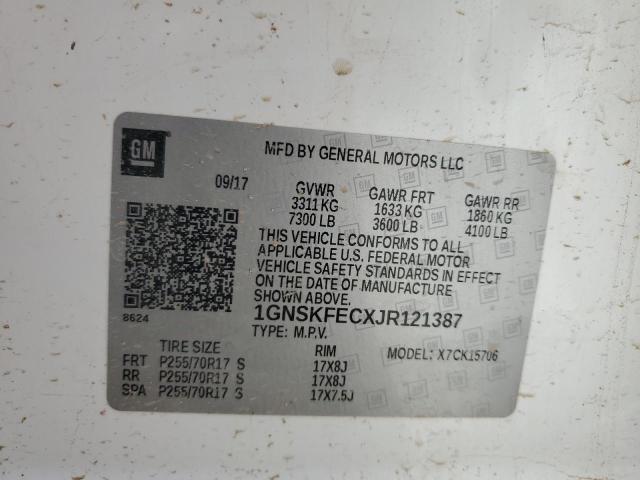 GM
MFD BY GENERAL MOTORS LLC
09/17 GVWR GAWR FRT GAWR RR
3311 KG 1633 KG 1860 KG
7300 LB 3600 LB 4100 LB
THIS VEHICLE CONFORMS TO ALL
APPLICABLE U.S. FEDERAL MOTOR
VEHICLE SAFETY STANDARDS IN EFFECT
ON THE DATE OF MANUFACTURE
SHOWN ABOVE.
8624
1GNSKFECXJR121387
TYPE: M.P.V.
TIRE SIZE RIM MODEL: X7CK15706
FRT P255/70R17 S 17X8J
RR P255/70R17 S 17X8J
SPA P255/70R17 S 17X7.5J